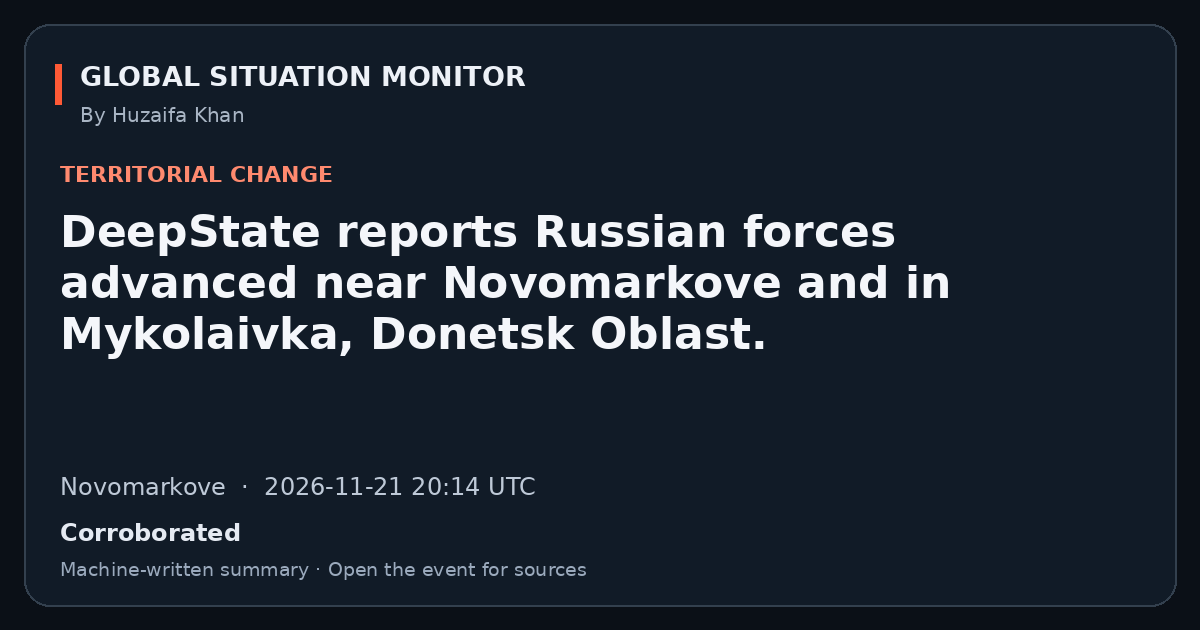 GLOBAL SITUATION MONITOR
By Huzaifa Khan
TERRITORIAL CHANGE
DeepState reports Russian forces
advanced near Novomarkove and in
Mykolaivka, Donetsk Oblast.
Novomarkove · 2026-11-21 20:14 UTC
Corroborated
Machine-written summary · Open the event for sources